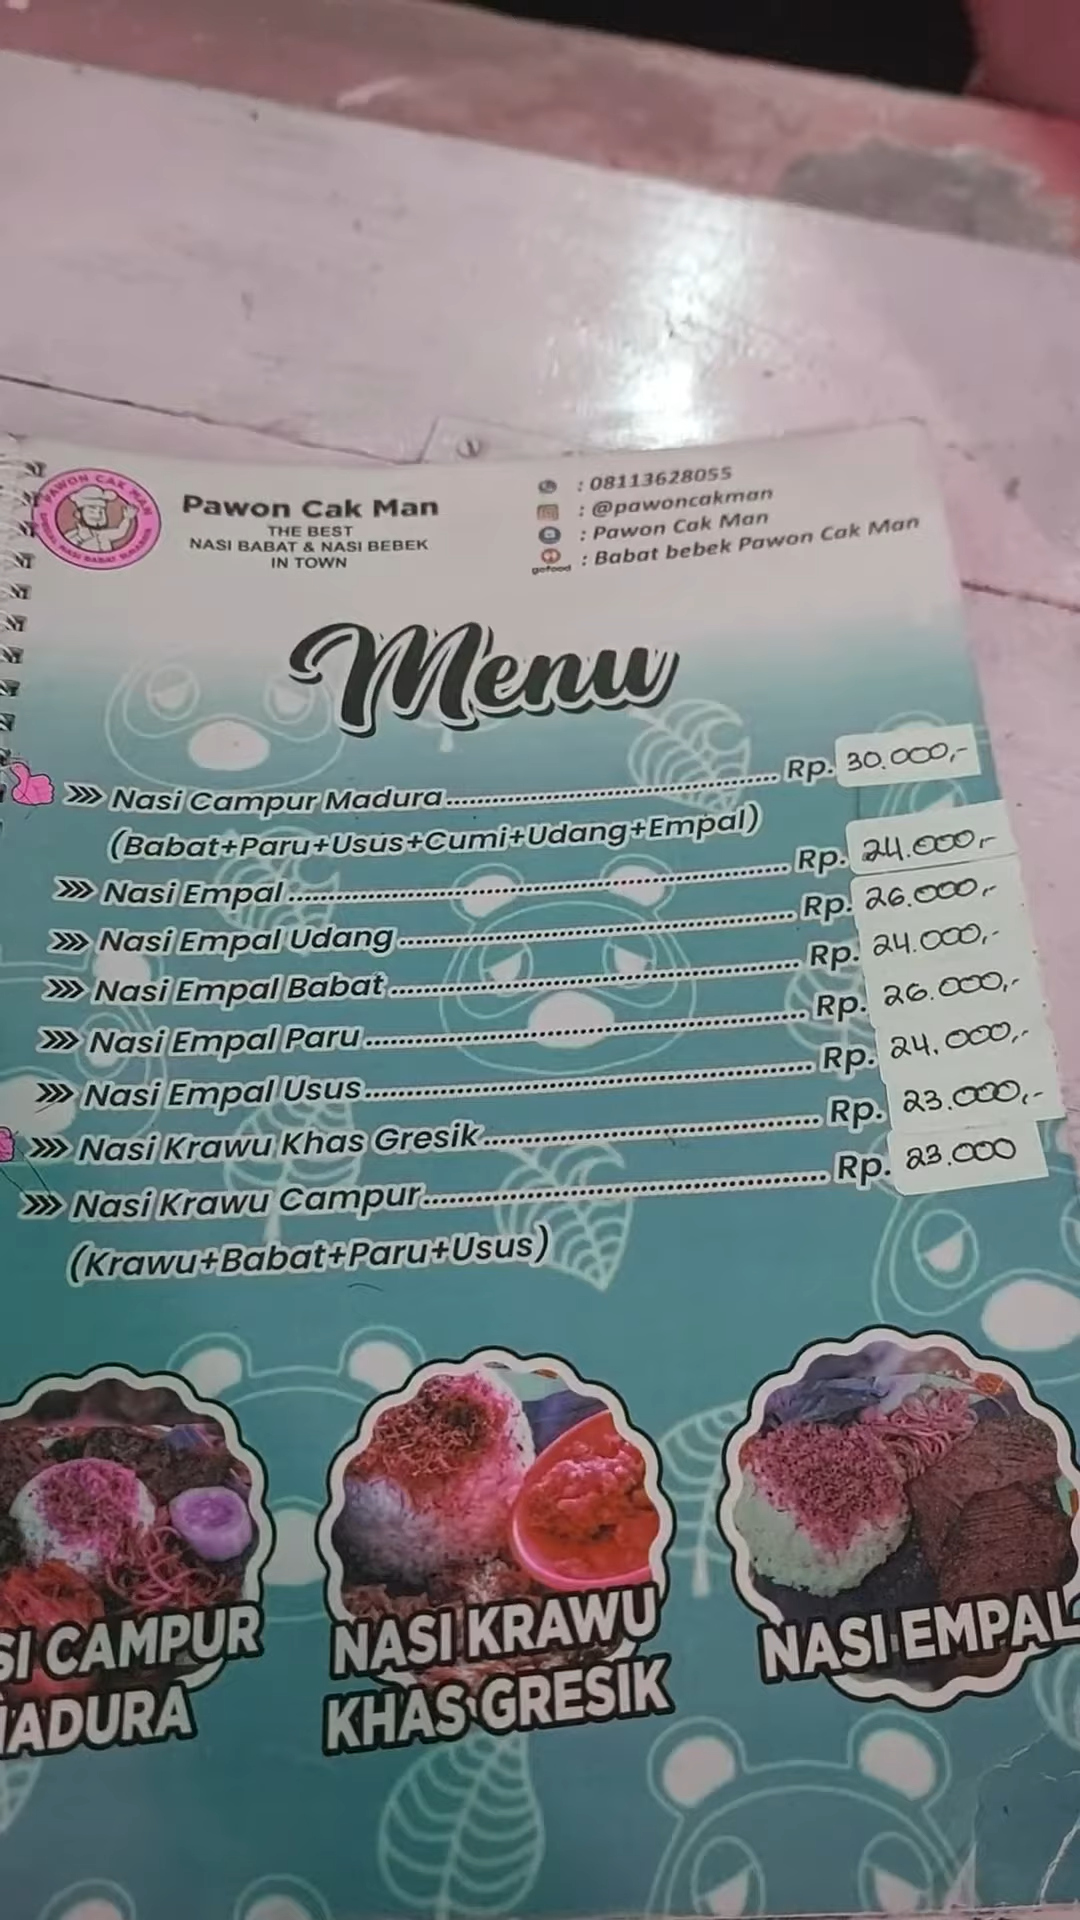 PAWON CAK MAN
Pawon Cak Man
THE BEST
NASI BABAT & NASI BEBEK
IN TOWN
: 08113628055
: @pawoncakman
: Pawon Cak Man
gofood : Babat bebek Pawon Cak Man
Menu
Nasi Campur Madura Rp. 30.000,-
(Babat+Paru+Usus+Cumi+Udang+Empal)
Nasi Empal Rp. 24.000,-
Nasi Empal Udang Rp. 26.000,-
Nasi Empal Babat Rp. 24.000,-
Nasi Empal Paru Rp. 26.000,-
Nasi Empal Usus Rp. 24.000,-
Nasi Krawu Khas Gresik Rp. 23.000,-
Nasi Krawu Campur Rp. 23.000
(Krawu+Babat+Paru+Usus)
SI CAMPUR
MADURA
NASI KRAWU
KHAS GRESIK
NASI EMPAL